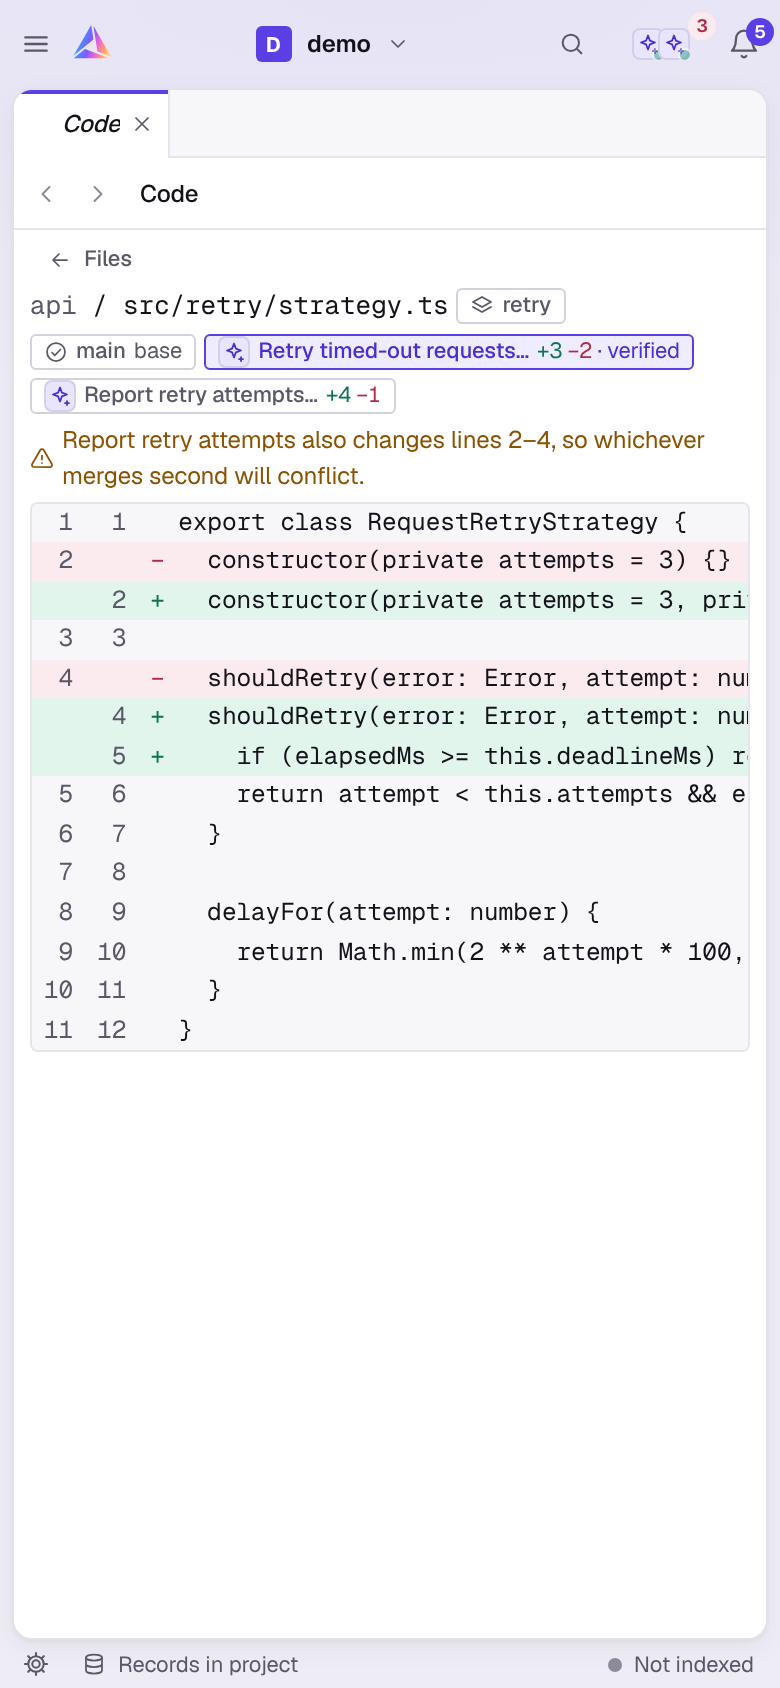 D demo
3
5
Code
Code
Files
api / src/retry/strategy.ts retry
main base Retry timed-out requests… +3 −2 · verified
Report retry attempts… +4 −1
Report retry attempts also changes lines 2–4, so whichever
merges second will conflict.
1 1 export class RequestRetryStrategy {
2 − constructor(private attempts = 3) {}
2 + constructor(private attempts = 3, pri
3 3
4 − shouldRetry(error: Error, attempt: nu
4 + shouldRetry(error: Error, attempt: nu
5 + if (elapsedMs >= this.deadlineMs) r
5 6 return attempt < this.attempts && e
6 7 }
7 8
8 9 delayFor(attempt: number) {
9 10 return Math.min(2 ** attempt * 100,
10 11 }
11 12 }
Records in project
Not indexed